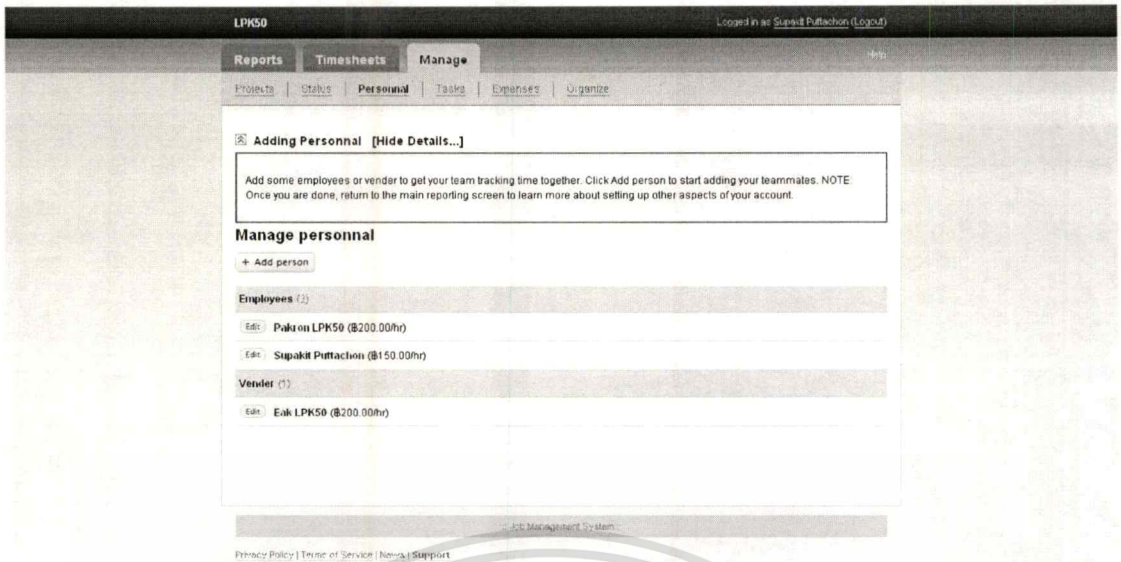 LPK50
Logged in as Supakit Puttachon (Logout)
Reports Timesheets Manage
Help
Projects | Status | Personnal | Tasks | Expenses | Organize
Adding Personnal [Hide Details...]
Add some employees or vender to get your team tracking time together. Click Add person to start adding your teammates. NOTE:
Once you are done, return to the main reporting screen to learn more about setting up other aspects of your account.
Manage personnal
+ Add person
Employees (2)
Edit Pakron LPK50 (฿200.00/hr)
Edit Supakit Puttachon (฿150.00/hr)
Vender (1)
Edit Eak LPK50 (฿200.00/hr)
:: Job Management System ::
Privacy Policy | Terme of Service | News | Support